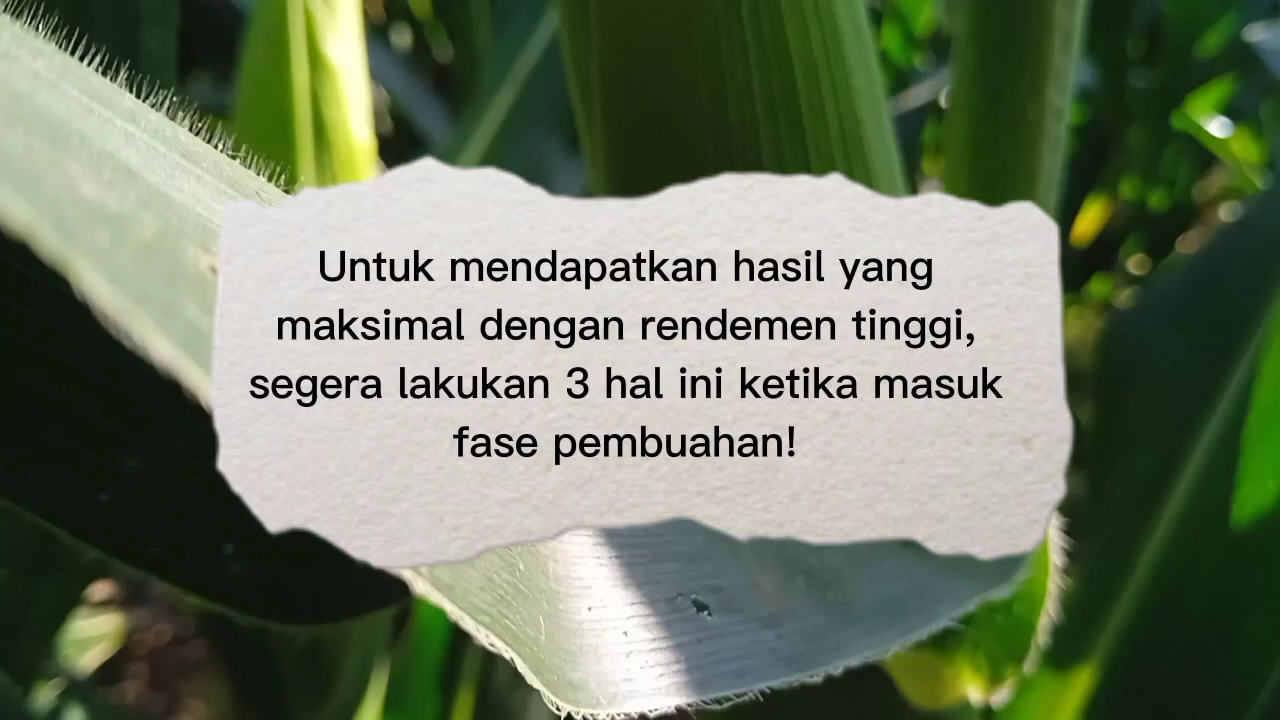 Untuk mendapatkan hasil yang
maksimal dengan rendemen tinggi,
segera lakukan 3 hal ini ketika masuk
fase pembuahan!